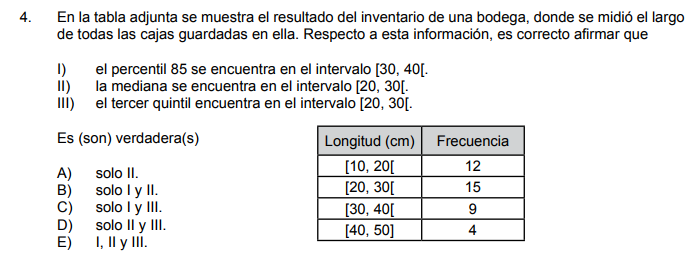 4. En la tabla adjunta se muestra el resultado del inventario de una bodega, donde se midió el largo
de todas las cajas guardadas en ella. Respecto a esta información, es correcto afirmar que
I) el percentil 85 se encuentra en el intervalo [30, 40[.
II) la mediana se encuentra en el intervalo [20, 30[.
III) el tercer quintil encuentra en el intervalo [20, 30[.
Es (son) verdadera(s)
A) solo II.
B) solo I y II.
C) solo I y III.
D) solo II y III.
E) I, II y III.
Longitud (cm) Frecuencia
[10, 20[ 12
[20, 30[ 15
[30, 40[ 9
[40, 50] 4